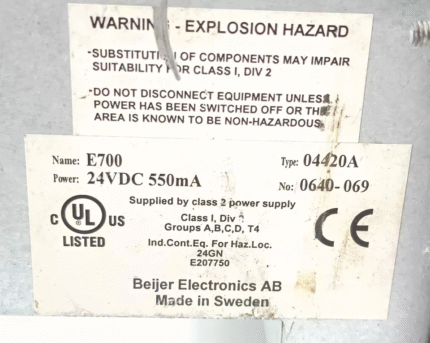 WARNING - EXPLOSION HAZARD
-SUBSTITUTION OF COMPONENTS MAY IMPAIR
SUITABILITY FOR CLASS I, DIV 2
-DO NOT DISCONNECT EQUIPMENT UNLESS
POWER HAS BEEN SWITCHED OFF OR THE
AREA IS KNOWN TO BE NON-HAZARDOUS.
Name: E700 Type: 04420A
Power: 24VDC 550mA No: 0640-069
Supplied by class 2 power supply
C UL US
LISTED
Class I, Div
Groups A,B,C,D, T4
Ind.Cont.Eq. For Haz.Loc.
24GN
E207750
CE
Beijer Electronics AB
Made in Sweden